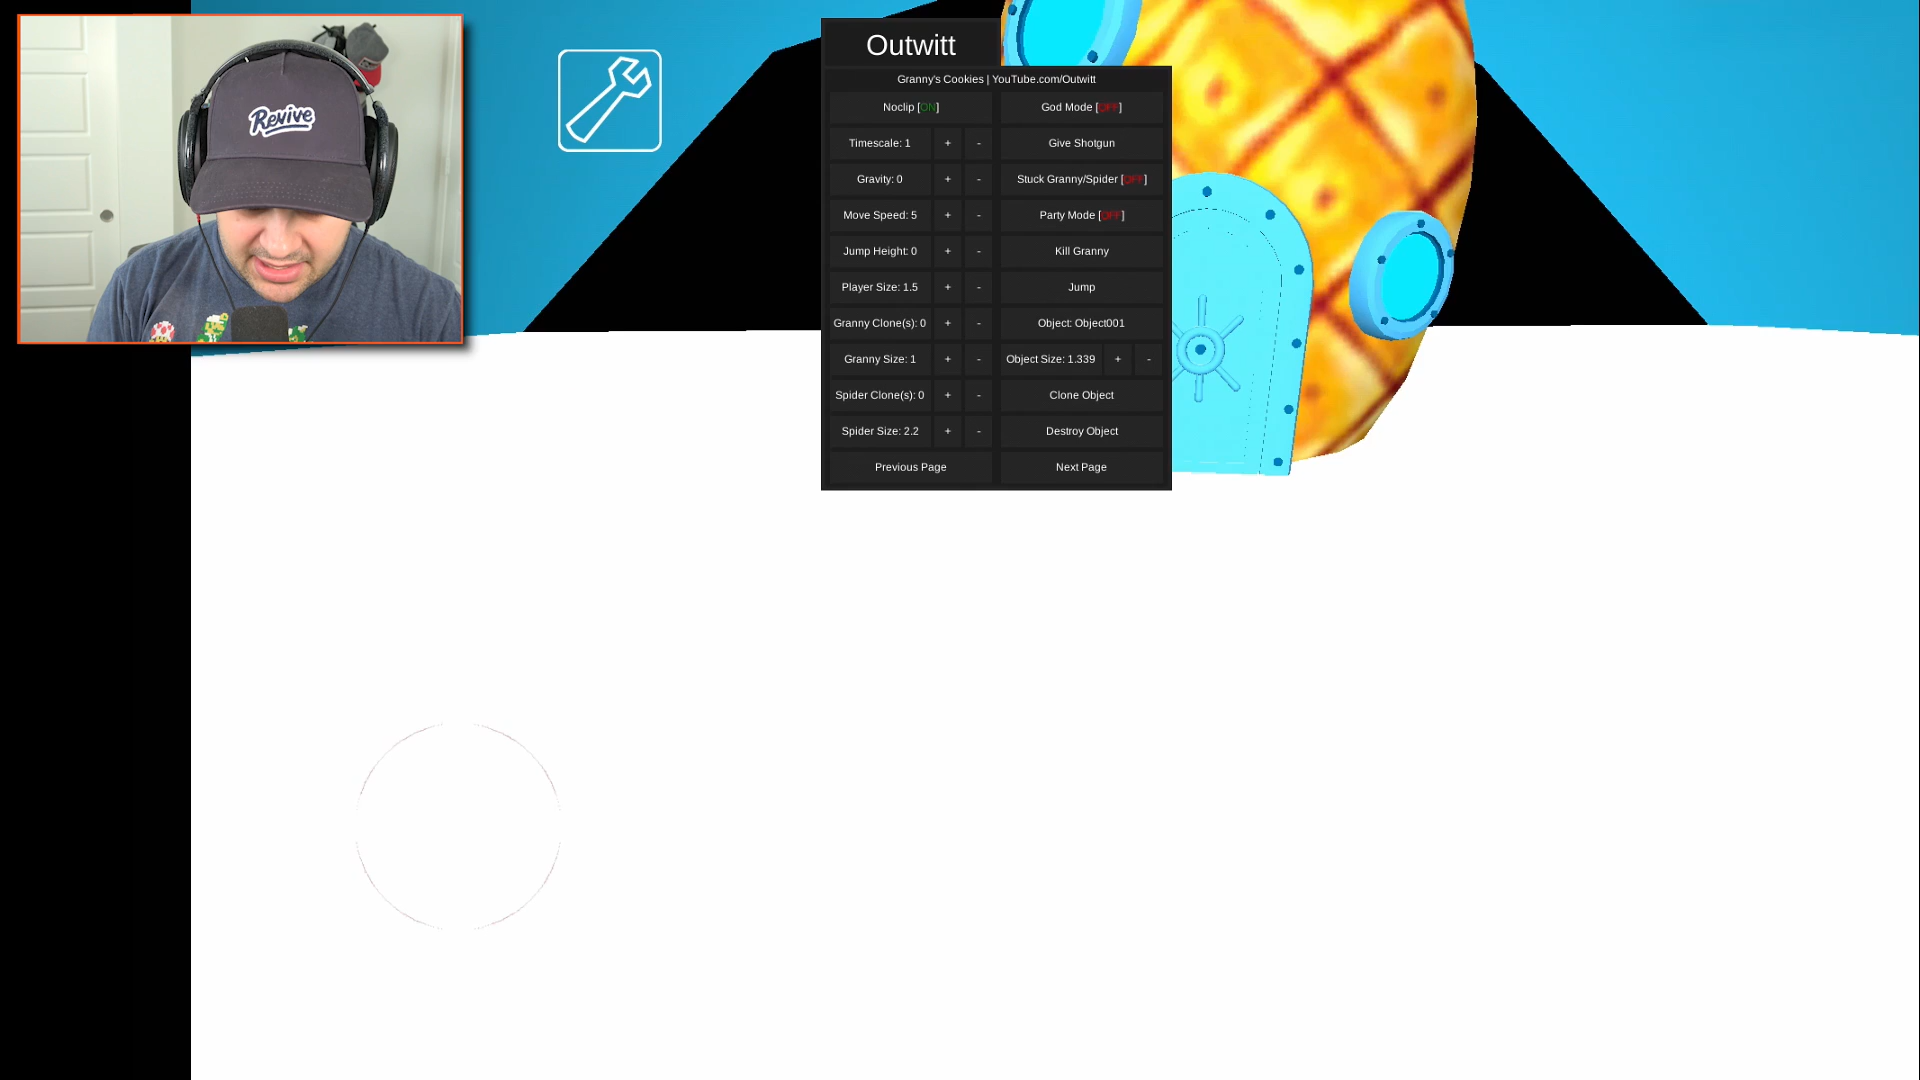 Revive
Outwitt
Granny's Cookies | YouTube.com/Outwitt
Noclip [ON]
God Mode [OFF]
Timescale: 1 + -
Give Shotgun
Gravity: 0 + -
Stuck Granny/Spider [OFF]
Move Speed: 5 + -
Party Mode [OFF]
Jump Height: 0 + -
Kill Granny
Player Size: 1.5 + -
Jump
Granny Clone(s): 0 + -
Object: Object001
Granny Size: 1 + -
Object Size: 1.339 + -
Spider Clone(s): 0 + -
Clone Object
Spider Size: 2.2 + -
Destroy Object
Previous Page
Next Page